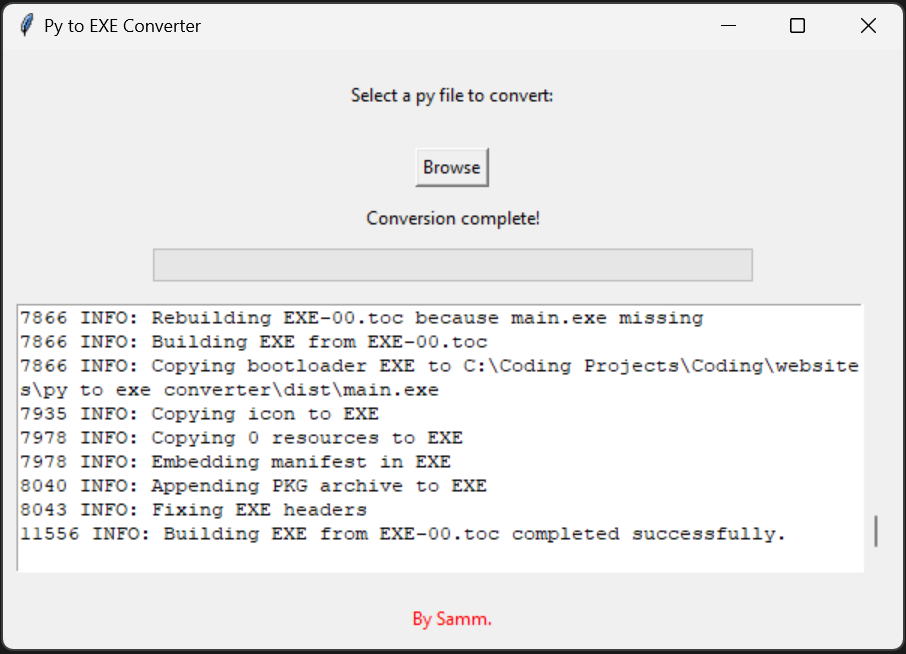 Py to EXE Converter
Select a py file to convert:
Browse
Conversion complete!
7866 INFO: Rebuilding EXE-00.toc because main.exe missing
7866 INFO: Building EXE from EXE-00.toc
7866 INFO: Copying bootloader EXE to C:\Coding Projects\Coding\website
s\py to exe converter\dist\main.exe
7935 INFO: Copying icon to EXE
7978 INFO: Copying 0 resources to EXE
7978 INFO: Embedding manifest in EXE
8040 INFO: Appending PKG archive to EXE
8043 INFO: Fixing EXE headers
11556 INFO: Building EXE from EXE-00.toc completed successfully.
By Samm.